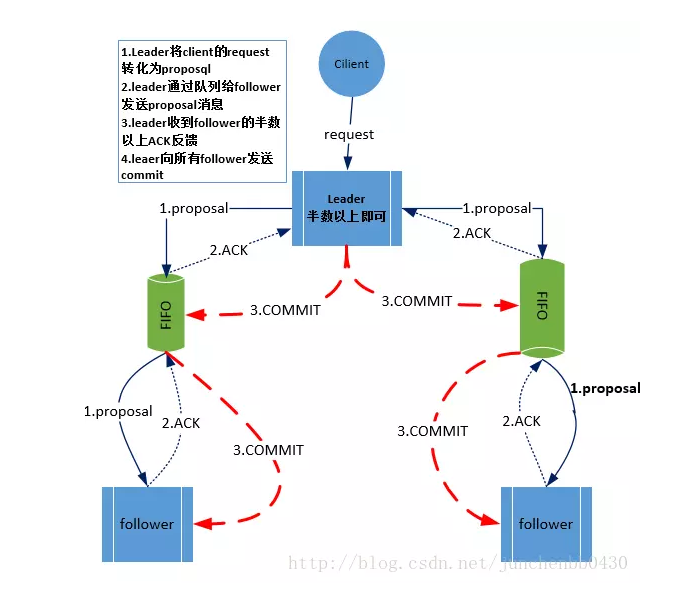 1.Leader将client的request
转化为proposql
2.leader通过队列给follower
发送proposal消息
3.leader收到follower的半数
以上ACK反馈
4.leaer向所有follower发送
commit
Cilient
request
Leader
半数以上即可
1.proposal
1.proposal
2.ACK
2.ACK
FIFO
FIFO
3.COMMIT
3.COMMIT
1.proposal
1.proposal
2.ACK
2.ACK
3.COMMIT
3.COMMIT
follower
follower
http://blog.csdn.net/junchenbb0430